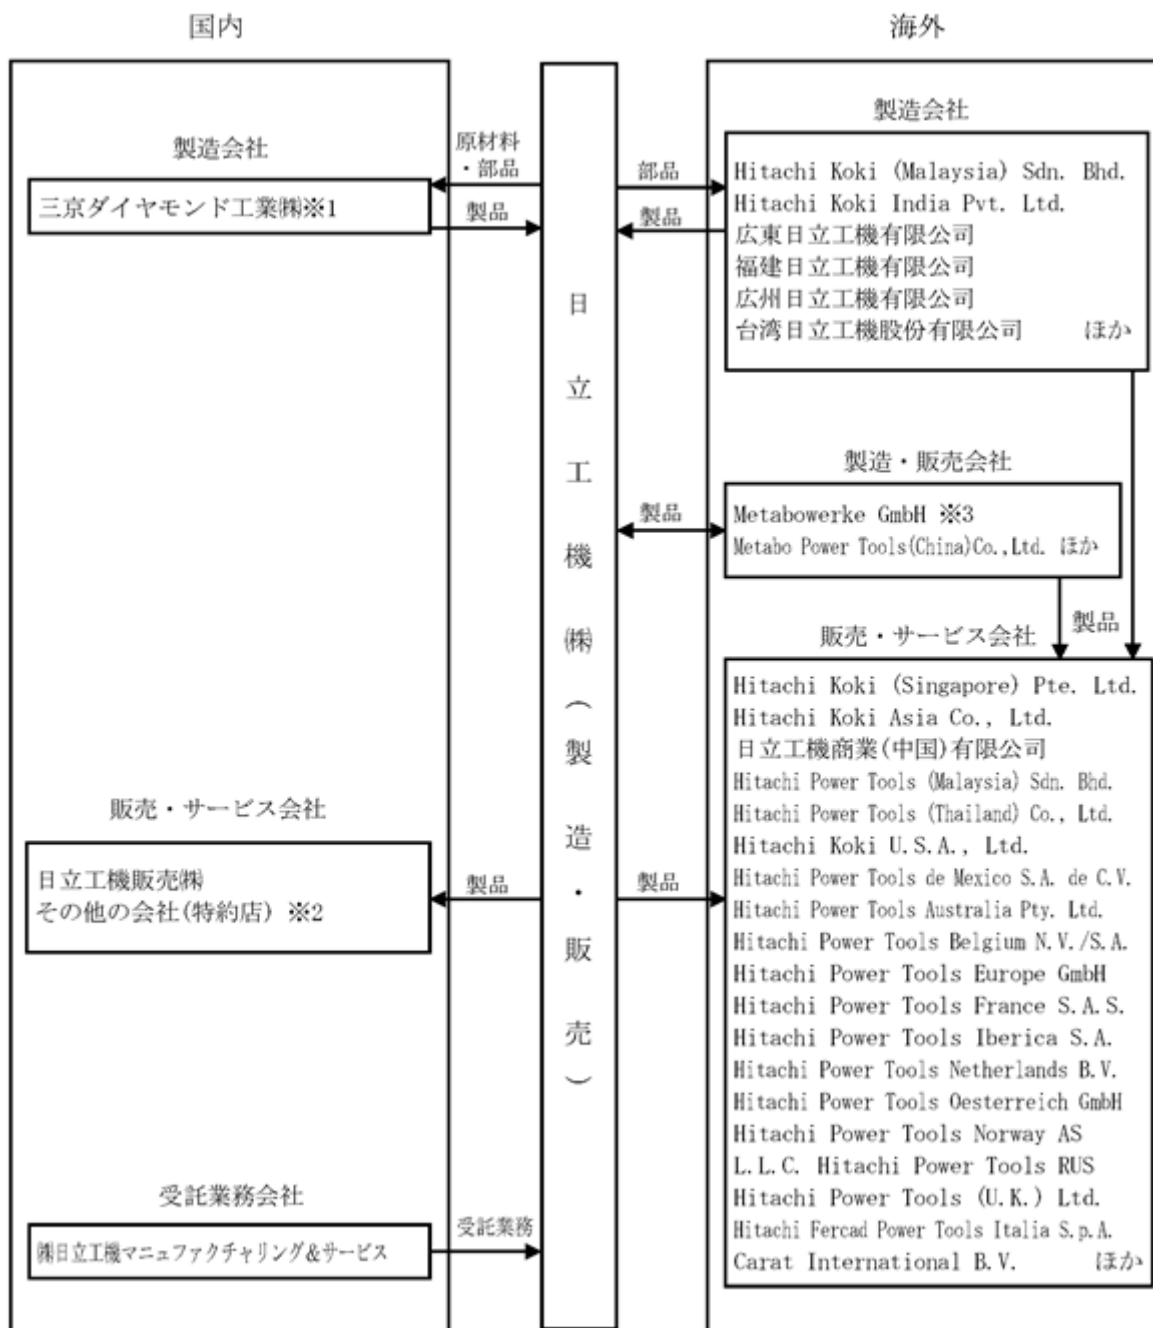 国内
製造会社
三京ダイヤモンド工業㈱※1
原材料
・部品
製品
販売・サービス会社
日立工機販売㈱
その他の会社(特約店) ※2
製品
受託業務会社
㈱日立工機マニュファクチャリング＆サービス
受託業務
日立工機㈱（製造・販売）
海外
部品
製品
製造会社
Hitachi Koki (Malaysia) Sdn. Bhd.
Hitachi Koki India Pvt. Ltd.
広東日立工機有限公司
福建日立工機有限公司
広州日立工機有限公司
台湾日立工機股份有限公司 ほか
製造・販売会社
製品
Metabowerke GmbH ※3
Metabo Power Tools(China)Co.,Ltd. ほか
製品
販売・サービス会社
製品
Hitachi Koki (Singapore) Pte. Ltd.
Hitachi Koki Asia Co., Ltd.
日立工機商業(中国)有限公司
Hitachi Power Tools (Malaysia) Sdn. Bhd.
Hitachi Power Tools (Thailand) Co., Ltd.
Hitachi Koki U.S.A., Ltd.
Hitachi Power Tools de Mexico S.A. de C.V.
Hitachi Power Tools Australia Pty. Ltd.
Hitachi Power Tools Belgium N.V./S.A.
Hitachi Power Tools Europe GmbH
Hitachi Power Tools France S.A.S.
Hitachi Power Tools Iberica S.A.
Hitachi Power Tools Netherlands B.V.
Hitachi Power Tools Oesterreich GmbH
Hitachi Power Tools Norway AS
L.L.C. Hitachi Power Tools RUS
Hitachi Power Tools (U.K.) Ltd.
Hitachi Fercad Power Tools Italia S.p.A.
Carat International B.V. ほか